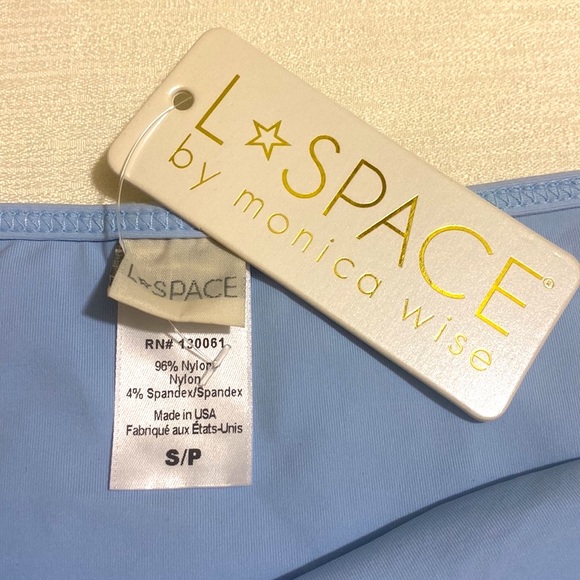 L☆SPACE®
by monica wise
L★SPACE
RN# 130061
96% Nylon
Nylon
4% Spandex/Spandex
Made in USA
Fabriqué aux États-Unis
S/P